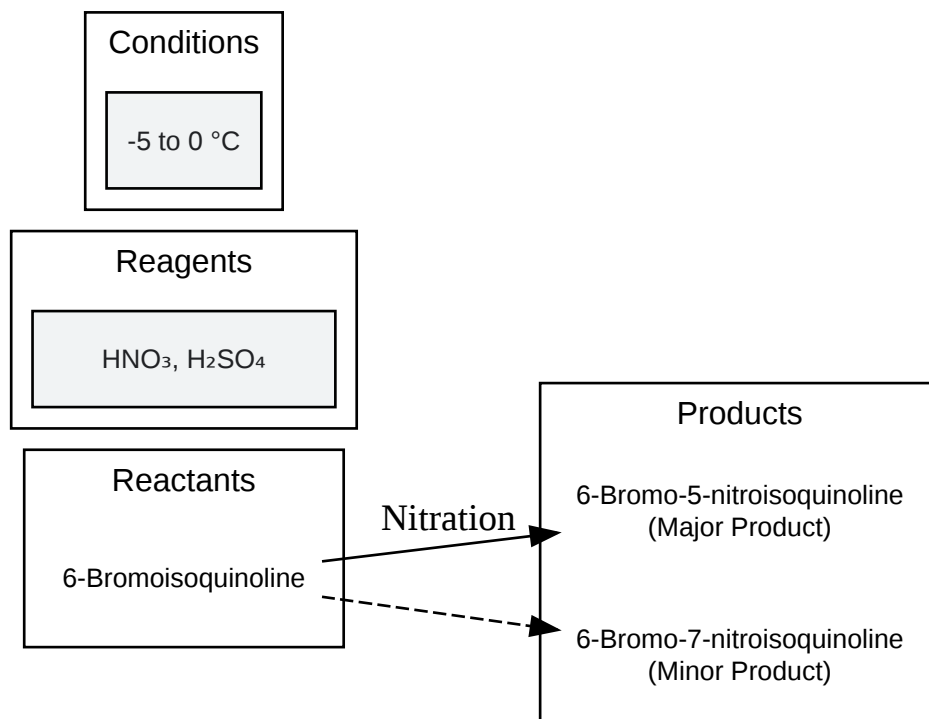 Conditions
-5 to 0 °C
Reagents
HNO₃, H₂SO₄
Reactants
6-Bromoisoquinoline
Nitration
Products
6-Bromo-5-nitroisoquinoline
(Major Product)
6-Bromo-7-nitroisoquinoline
(Minor Product)